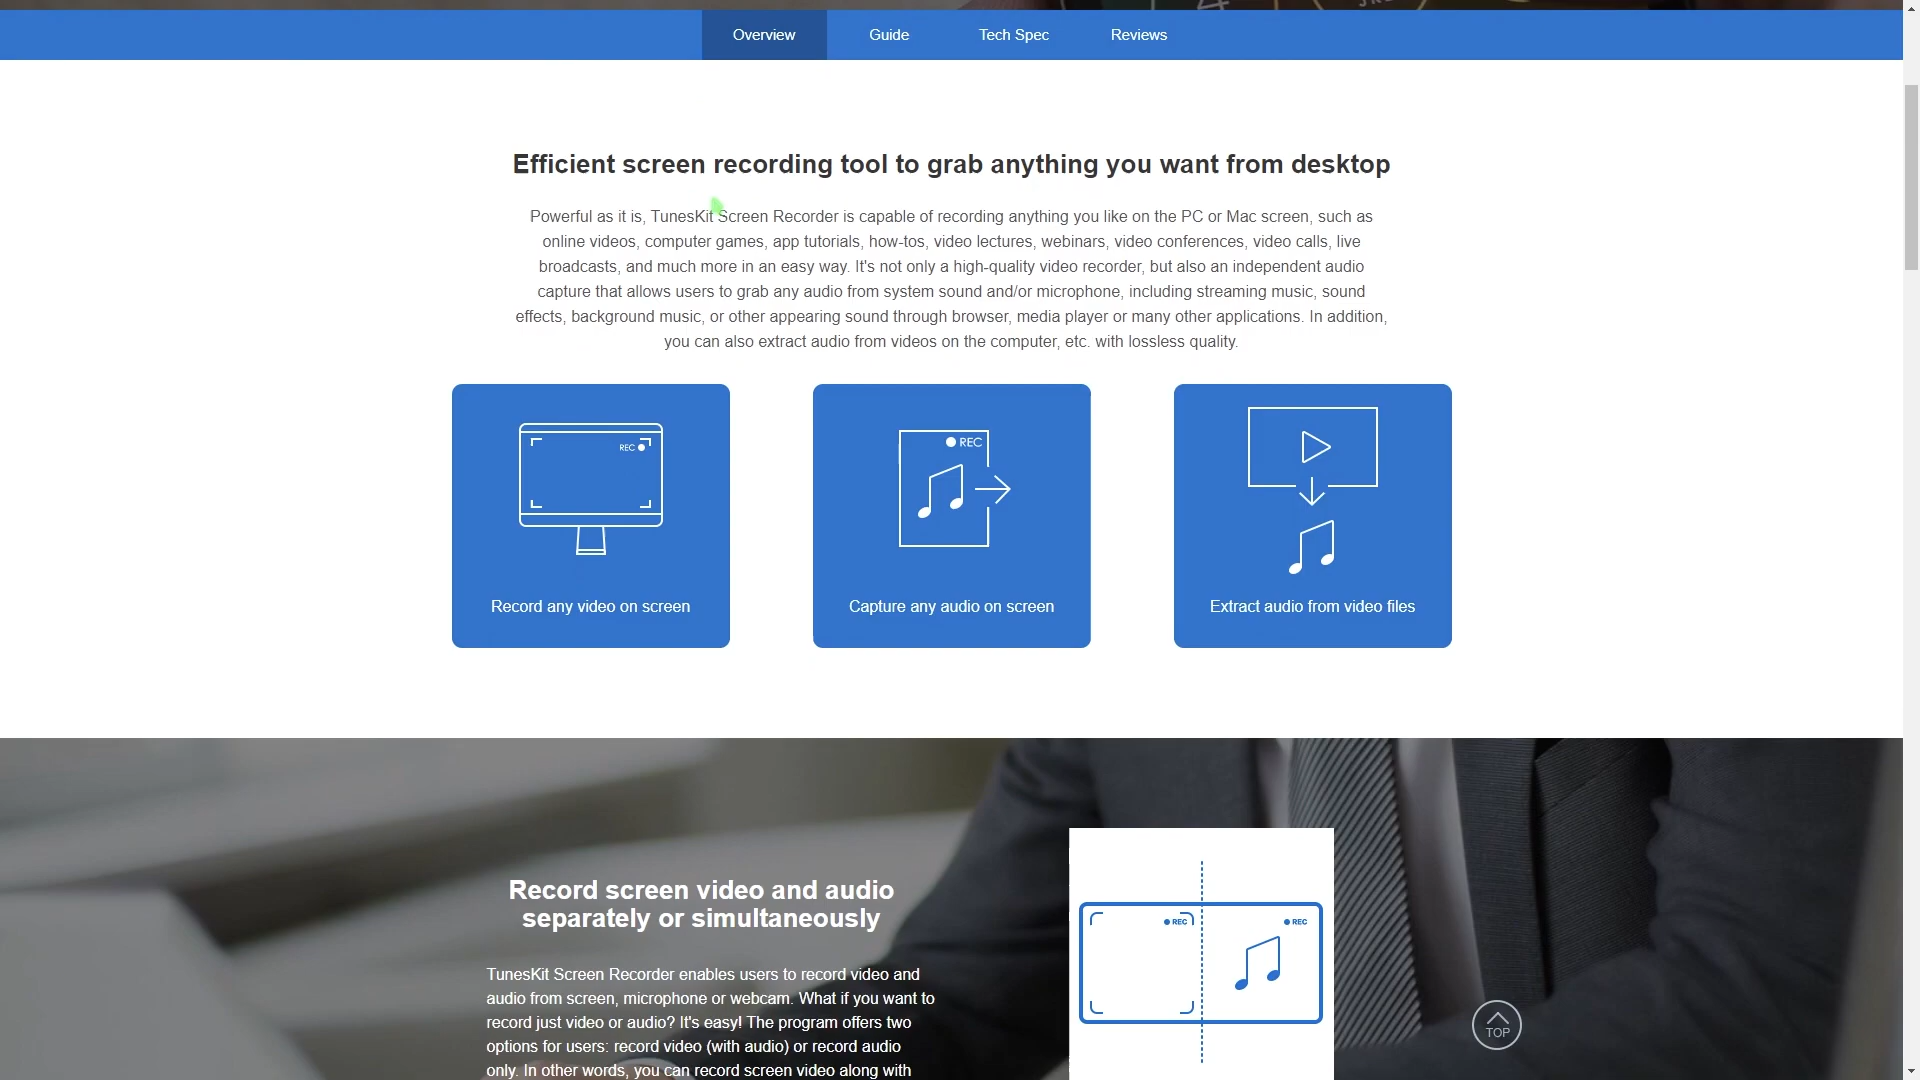 Overview
Guide
Tech Spec
Reviews
Efficient screen recording tool to grab anything you want from desktop
Powerful as it is, TunesKit Screen Recorder is capable of recording anything you like on the PC or Mac screen, such as
online videos, computer games, app tutorials, how-tos, video lectures, webinars, video conferences, video calls, live
broadcasts, and much more in an easy way. It's not only a high-quality video recorder, but also an independent audio
capture that allows users to grab any audio from system sound and/or microphone, including streaming music, sound
effects, background music, or other appearing sound through browser, media player or many other applications. In addition,
you can also extract audio from videos on the computer, etc. with lossless quality.
REC
Record any video on screen
REC
Capture any audio on screen
Extract audio from video files
Record screen video and audio
separately or simultaneously
TunesKit Screen Recorder enables users to record video and
audio from screen, microphone or webcam. What if you want to
record just video or audio? It's easy! The program offers two
options for users: record video (with audio) or record audio
only. In other words, you can record screen video along with
REC
REC
TOP